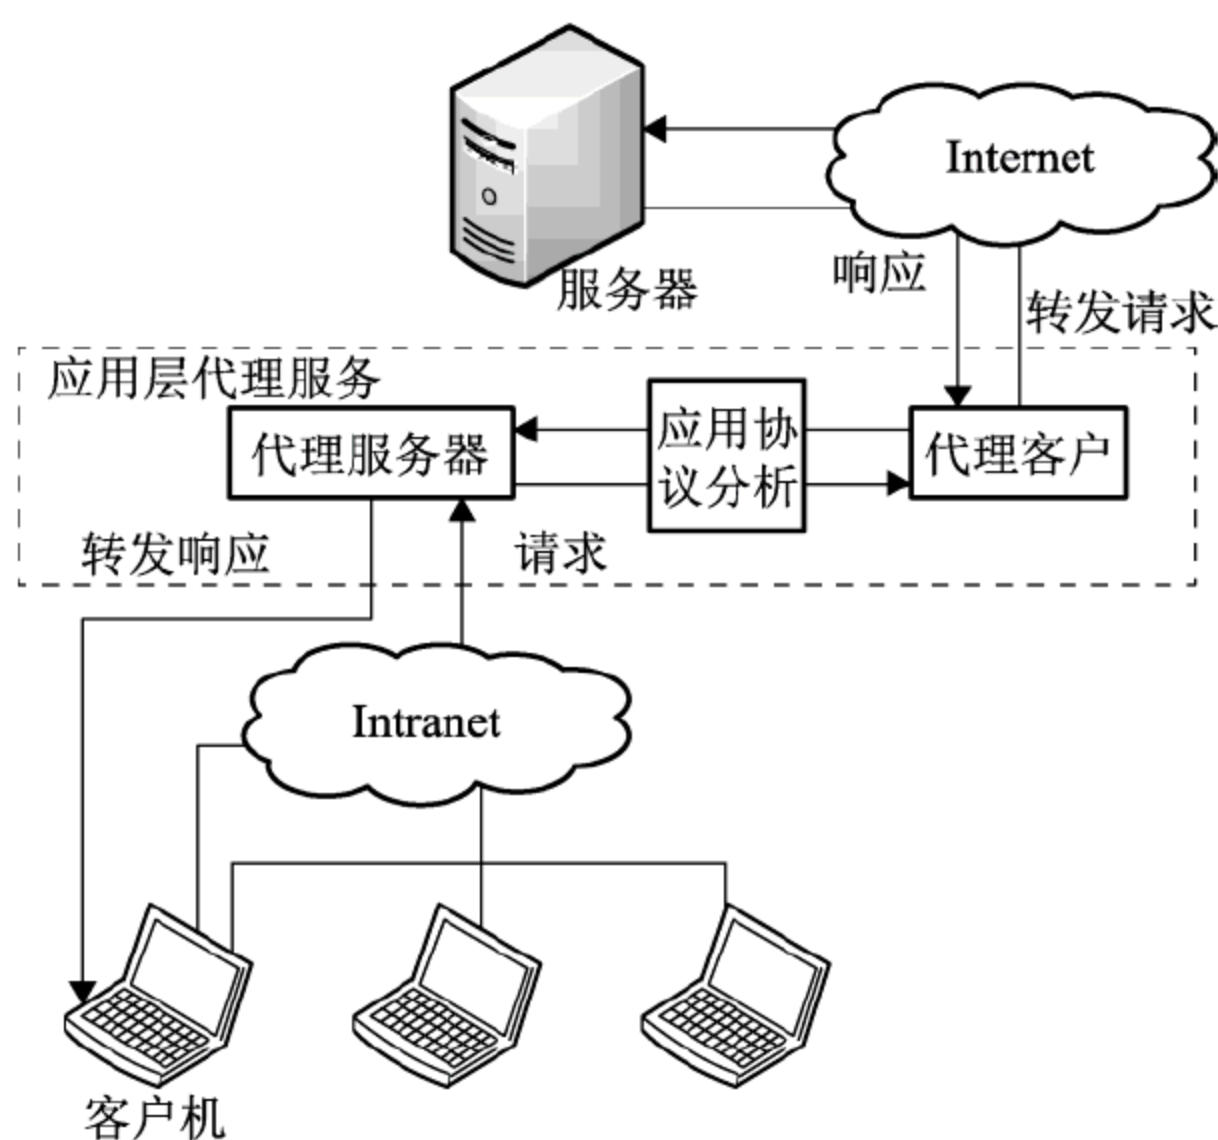 Internet
服务器
响应
转发请求
应用层代理服务
代理服务器
应用协
议分析
代理客户
转发响应
请求
Intranet
客户机